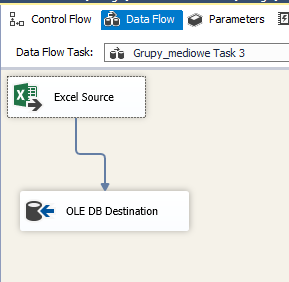 Control Flow Data Flow Parameters
Data Flow Task: Grupy_mediowe Task 3
Excel Source
OLE DB Destination